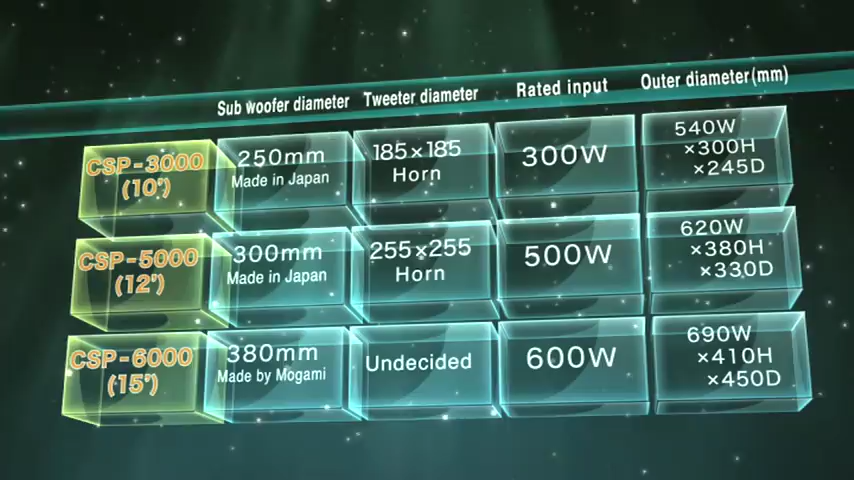 Sub woofer diameter Tweeter diameter Rated input Outer diameter(mm)
CSP-3000
(10")
250mm
Made in Japan
185×185
Horn
300W
540W
×300H
×245D
CSP-5000
(12")
300mm
Made in Japan
255×255
Horn
500W
620W
×380H
×330D
CSP-6000
(15")
380mm
Made by Mogami
Undecided
600W
690W
×410H
×450D